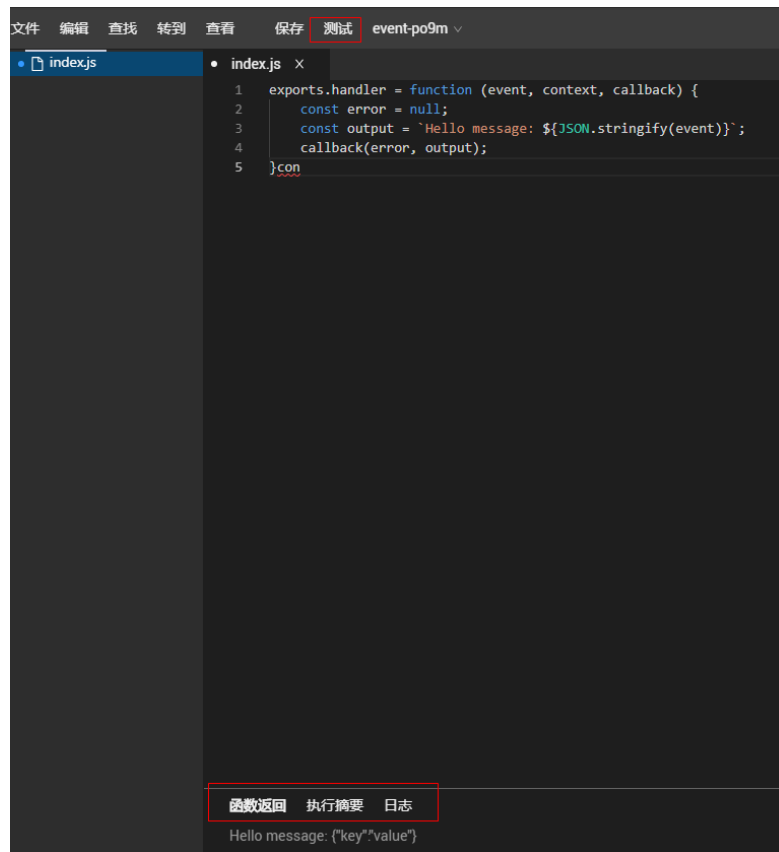 文件 编辑 查找 转到 查看 保存 测试 event-po9m
index.js
index.js ×
1 exports.handler = function (event, context, callback) {
2     const error = null;
3     const output = `Hello message: ${JSON.stringify(event)}`;
4     callback(error, output);
5 }con
函数返回 执行摘要 日志
Hello message: {"key":"value"}